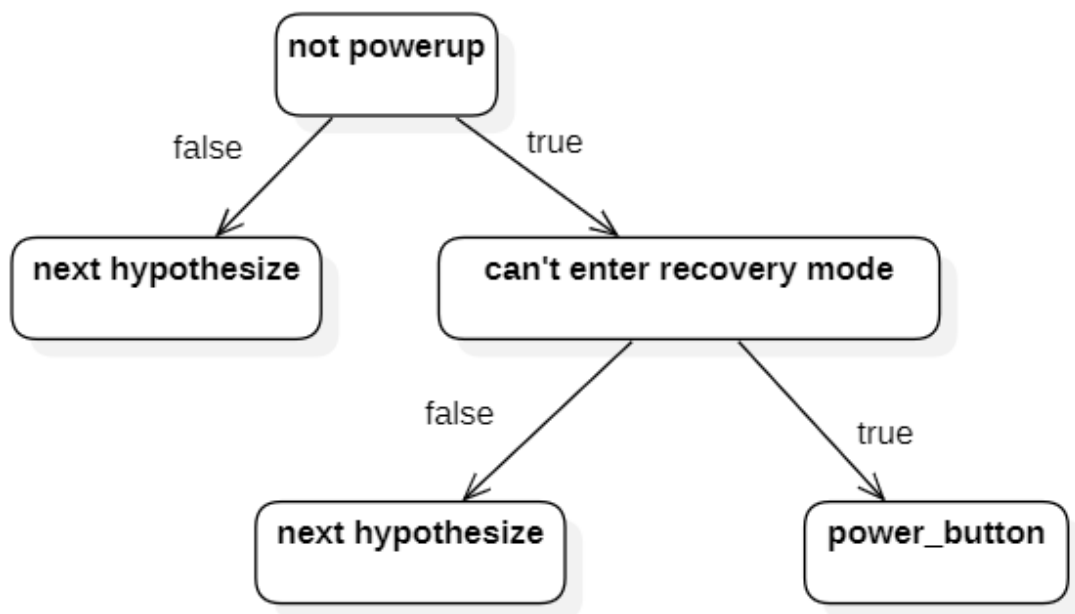 not powerup
false
true
next hypothesize
can't enter recovery mode
false
true
next hypothesize
power_button